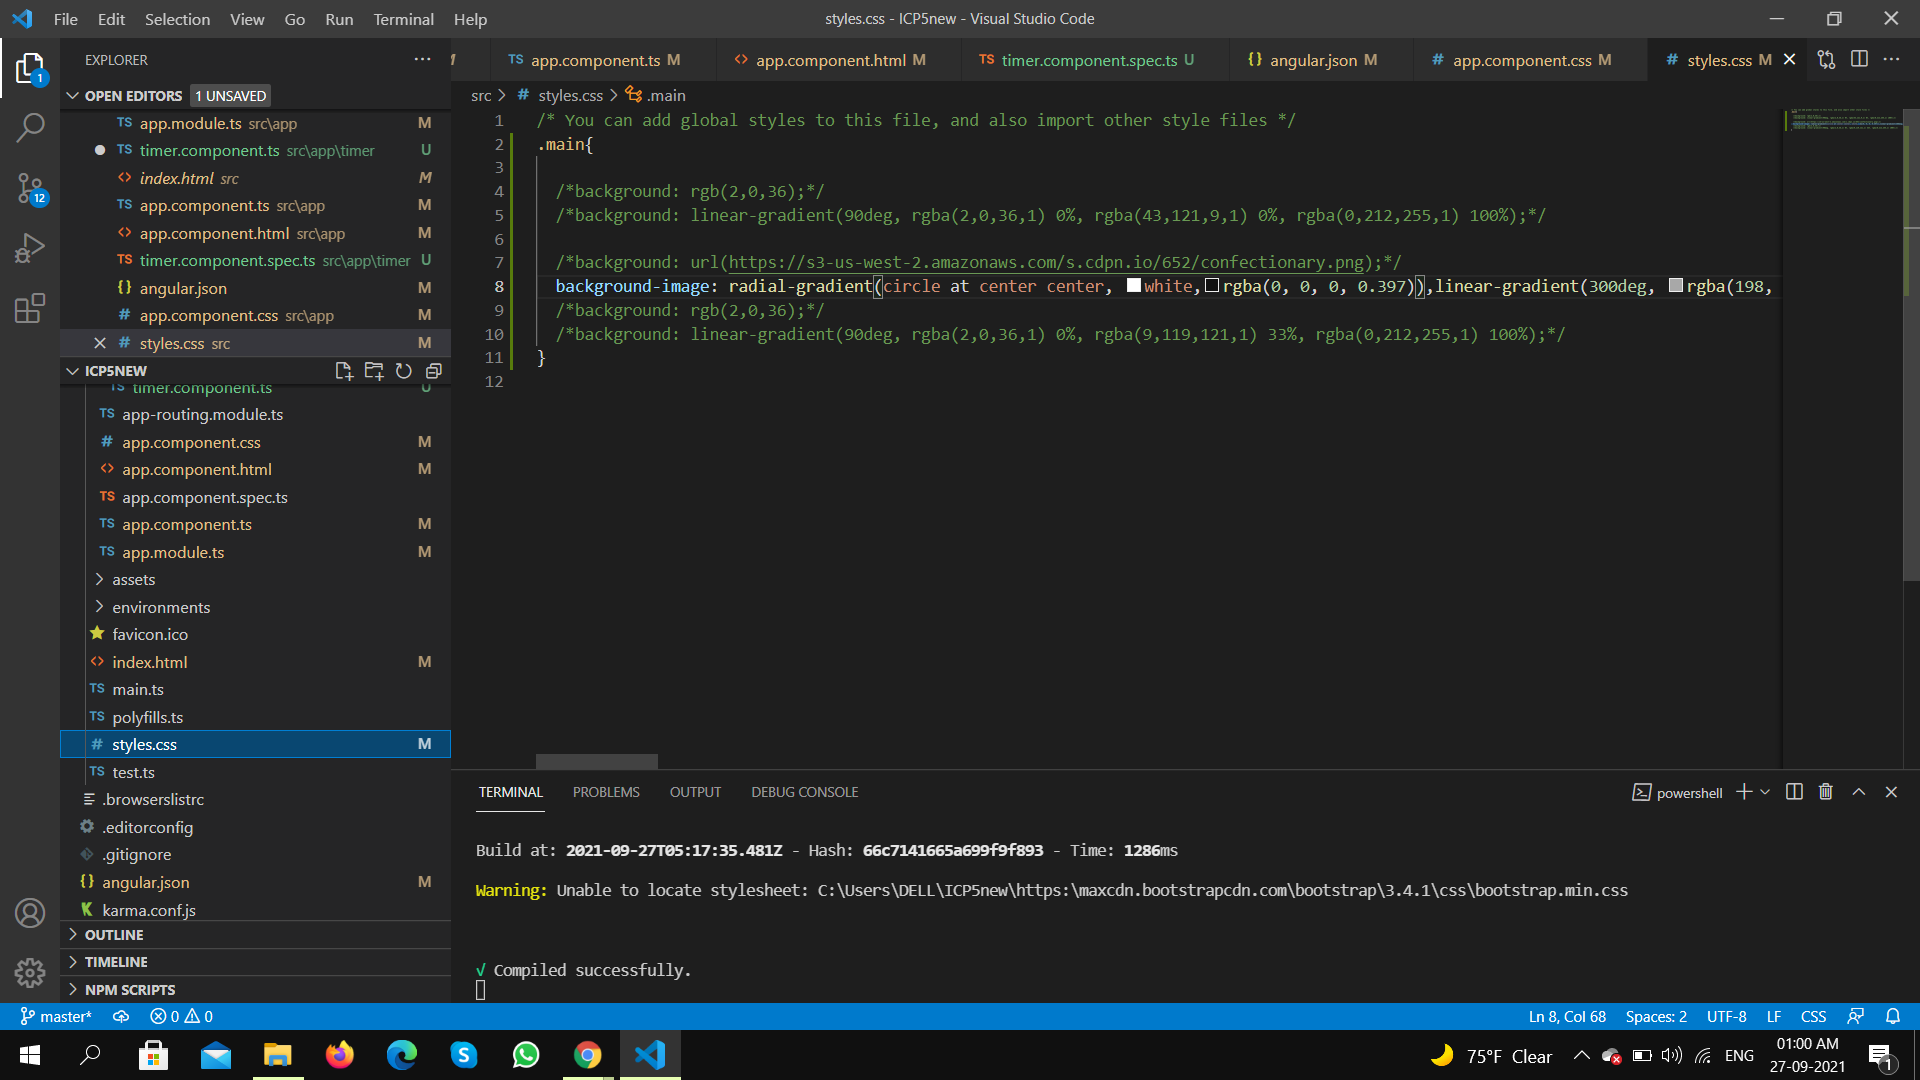 File Edit Selection View Go Run Terminal Help
styles.css - ICP5new - Visual Studio Code
EXPLORER
TS app.component.ts M
<> app.component.html M
TS timer.component.spec.ts U
{} angular.json M
# app.component.css M
# styles.css M
OPEN EDITORS 1 UNSAVED
TS app.module.ts src\app M
TS timer.component.ts src\app\timer U
<> index.html src M
TS app.component.ts src\app M
<> app.component.html src\app M
TS timer.component.spec.ts src\app\timer U
{} angular.json M
# app.component.css src\app M
# styles.css src M
ICP5NEW
TS timer.component.ts U
TS app-routing.module.ts
# app.component.css M
<> app.component.html M
TS app.component.spec.ts
TS app.component.ts M
TS app.module.ts M
assets
environments
favicon.ico
<> index.html M
TS main.ts
TS polyfills.ts
# styles.css M
TS test.ts
.browserslistrc
.editorconfig
.gitignore
{} angular.json M
karma.conf.js
OUTLINE
TIMELINE
NPM SCRIPTS
1
12
src > # styles.css > .main
1 /* You can add global styles to this file, and also import other style files */
2 .main{
3
4 /*background: rgb(2,0,36);*/
5 /*background: linear-gradient(90deg, rgba(2,0,36,1) 0%, rgba(43,121,9,1) 0%, rgba(0,212,255,1) 100%);*/
6
7 /*background: url(https://s3-us-west-2.amazonaws.com/s.cdpn.io/652/confectionary.png);*/
8 background-image: radial-gradient(circle at center center, white,rgba(0, 0, 0, 0.397)),linear-gradient(300deg, rgba(198,
9 /*background: rgb(2,0,36);*/
10 /*background: linear-gradient(90deg, rgba(2,0,36,1) 0%, rgba(9,119,121,1) 33%, rgba(0,212,255,1) 100%);*/
11 }
12
TERMINAL PROBLEMS OUTPUT DEBUG CONSOLE
powershell
Build at: 2021-09-27T05:17:35.481Z - Hash: 66c7141665a699f9f893 - Time: 1286ms
Warning: Unable to locate stylesheet: C:\Users\DELL\ICP5new\https:\maxcdn.bootstrapcdn.com\bootstrap\3.4.1\css\bootstrap.min.css
√ Compiled successfully.
master* 0 0
Ln 8, Col 68 Spaces: 2 UTF-8 LF CSS
75°F Clear
ENG
01:00 AM
27-09-2021
1